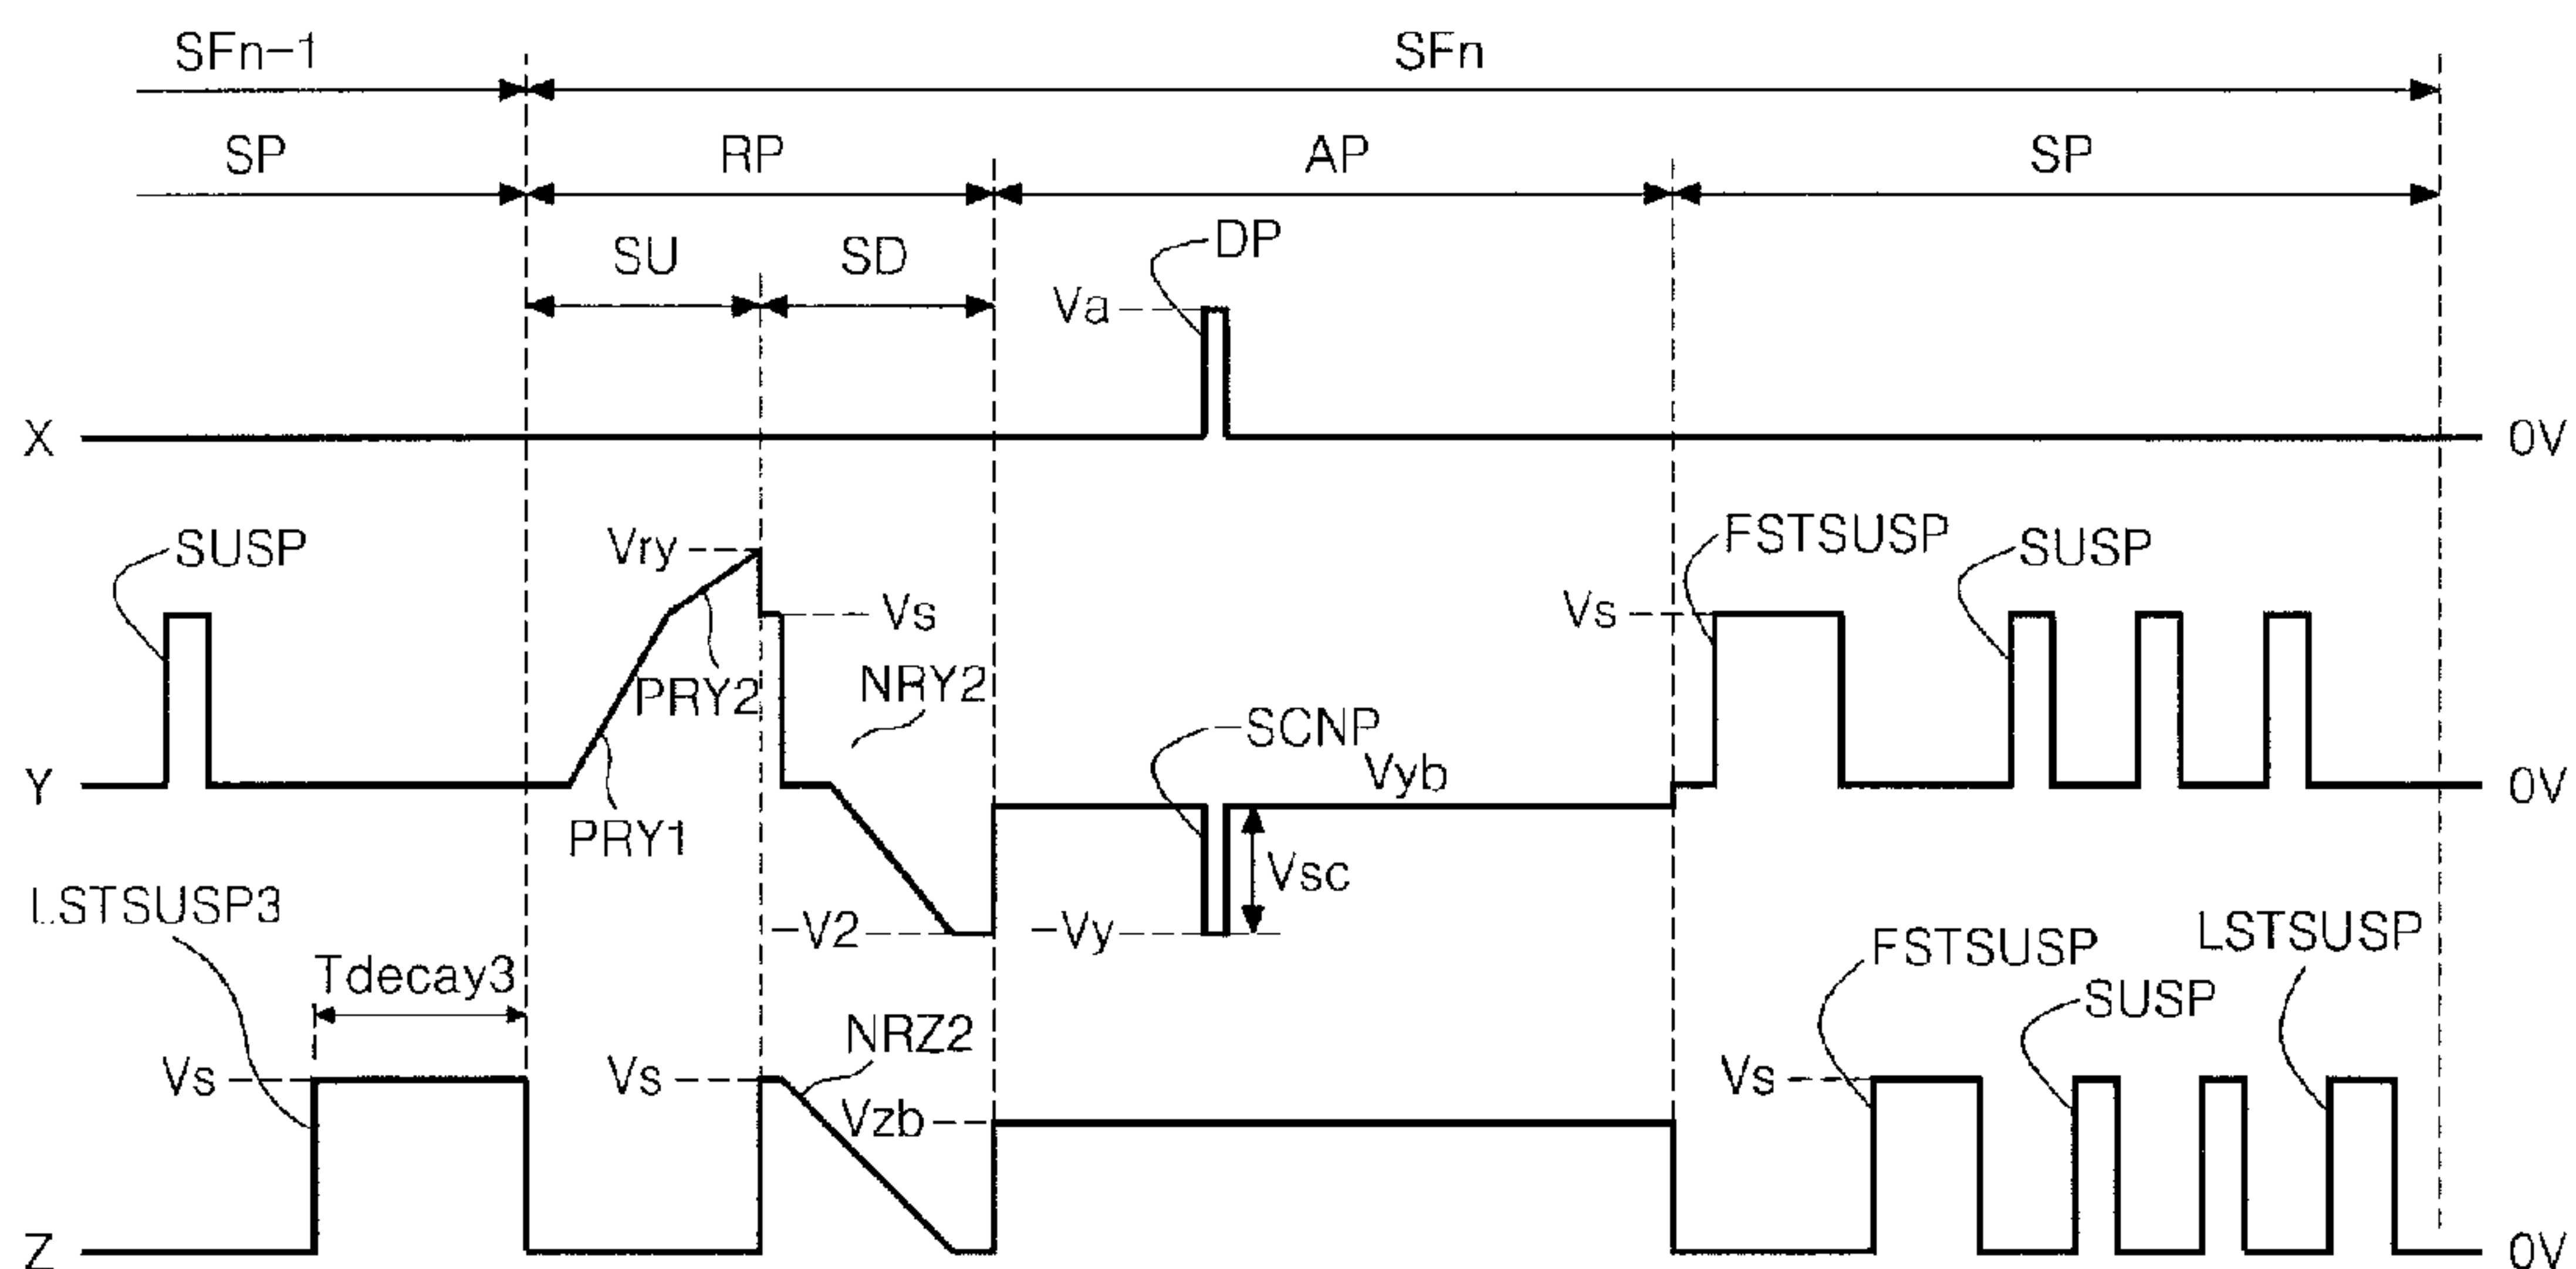 SFn-1 SFn
SP RP AP SP
SU SD DP
Va
X 0V
SUSP Vry FSTSUSP SUSP
Vs Vs
PRY2 NRY2
-SCNP
Vyb
Y 0V
PRY1
Vsc
LSTSUSP3
-V2 -Vy
FSTSUSP LSTSUSP
Tdecay3
SUSP
NRZ2
Vs Vs Vs
Vzb
Z 0V